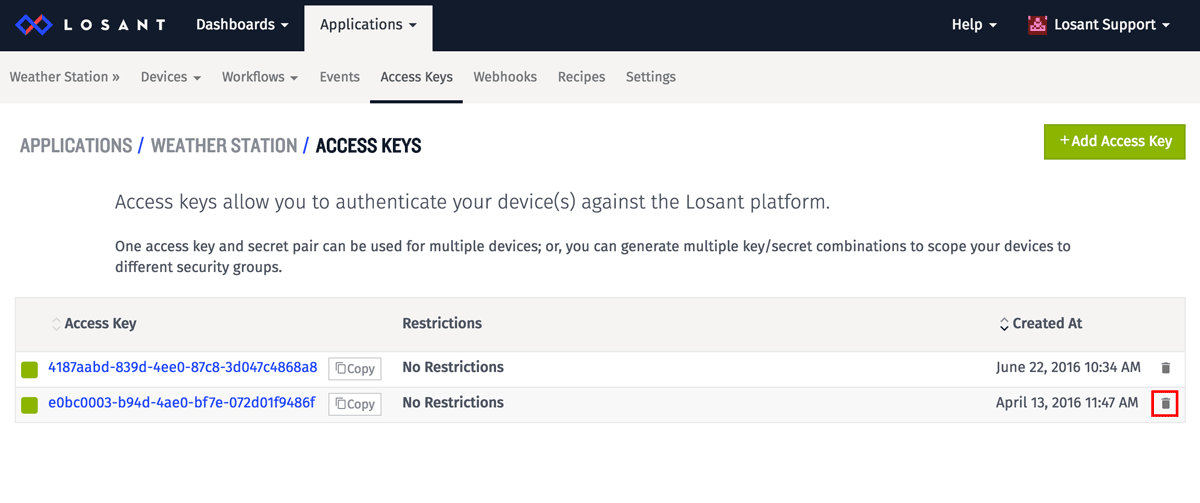 LOSANT Dashboards Applications Help Losant Support
Weather Station » Devices Workflows Events Access Keys Webhooks Recipes Settings
APPLICATIONS / WEATHER STATION / ACCESS KEYS
+ Add Access Key
Access keys allow you to authenticate your device(s) against the Losant platform.
One access key and secret pair can be used for multiple devices; or, you can generate multiple key/secret combinations to scope your devices to
different security groups.
Access Key Restrictions Created At
4187aabd-839d-4ee0-87c8-3d047c4868a8 Copy No Restrictions June 22, 2016 10:34 AM
e0bc0003-b94d-4ae0-bf7e-072d01f9486f Copy No Restrictions April 13, 2016 11:47 AM